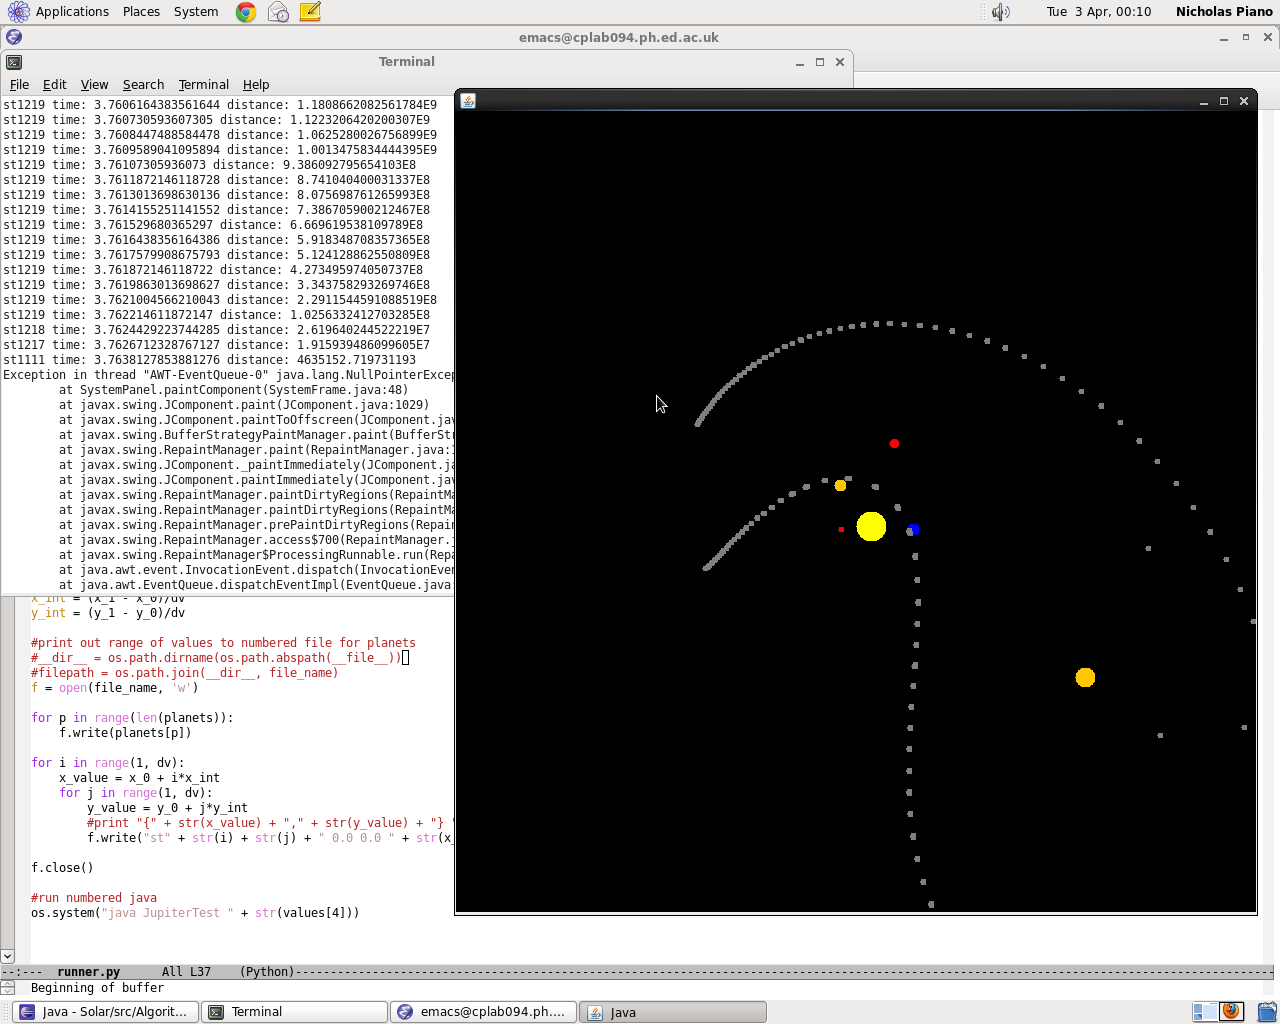 Applications Places System Tue 3 Apr, 00:10 Nicholas Piano
emacs@cplab094.ph.ed.ac.uk
Terminal
File Edit View Search Terminal Help
st1219 time: 3.7606164383561644 distance: 1.1808662082561784E9
st1219 time: 3.760730593607305 distance: 1.1223206420200307E9
st1219 time: 3.7608447488584478 distance: 1.0625280026756899E9
st1219 time: 3.7609589041095894 distance: 1.0013475834444395E9
st1219 time: 3.76107305936073 distance: 9.386092795654103E8
st1219 time: 3.7611872146118728 distance: 8.741040400031337E8
st1219 time: 3.7613013698630136 distance: 8.075698761265993E8
st1219 time: 3.7614155251141552 distance: 7.386705900212467E8
st1219 time: 3.761529680365297 distance: 6.669619538109789E8
st1219 time: 3.7616438356164386 distance: 5.918348708357365E8
st1219 time: 3.7617579908675793 distance: 5.124128862550809E8
st1219 time: 3.761872146118722 distance: 4.273495974050737E8
st1219 time: 3.7619863013698627 distance: 3.343758293269746E8
st1219 time: 3.7621004566210043 distance: 2.2911544591088519E8
st1219 time: 3.762214611872147 distance: 1.0256332412703285E8
st1218 time: 3.7624429223744285 distance: 2.619640244522219E7
st1217 time: 3.7626712328767127 distance: 1.915939486099605E7
st1111 time: 3.7638127853881276 distance: 4635152.719731193
Exception in thread "AWT-EventQueue-0" java.lang.NullPointerExcep
at SystemPanel.paintComponent(SystemFrame.java:48)
at javax.swing.JComponent.paint(JComponent.java:1029)
at javax.swing.JComponent.paintToOffscreen(JComponent.jav
at javax.swing.BufferStrategyPaintManager.paint(BufferStr
at javax.swing.RepaintManager.paint(RepaintManager.java:1
at javax.swing.JComponent._paintImmediately(JComponent.ja
at javax.swing.JComponent.paintImmediately(JComponent.jav
at javax.swing.RepaintManager.paintDirtyRegions(RepaintMa
at javax.swing.RepaintManager.paintDirtyRegions(RepaintMa
at javax.swing.RepaintManager.prePaintDirtyRegions(Repain
at javax.swing.RepaintManager.access$700(RepaintManager.j
at javax.swing.RepaintManager$ProcessingRunnable.run(Repa
at java.awt.event.InvocationEvent.dispatch(InvocationEven
at java.awt.EventQueue.dispatchEventImpl(EventQueue.java
x_int = (x_1 - x_0)/dv
y_int = (y_1 - y_0)/dv
#print out range of values to numbered file for planets
#__dir__ = os.path.dirname(os.path.abspath(__file__))
#filepath = os.path.join(__dir__, file_name)
f = open(file_name, 'w')
for p in range(len(planets)):
f.write(planets[p])
for i in range(1, dv):
x_value = x_0 + i*x_int
for j in range(1, dv):
y_value = y_0 + j*y_int
#print "{" + str(x_value) + "," + str(y_value) + "} "
f.write("st" + str(i) + str(j) + " 0.0 0.0 " + str(x_
f.close()
#run numbered java
os.system("java JupiterTest " + str(values[4]))
--:--- runner.py All L37 (Python)
Beginning of buffer
Java - Solar/src/Algorit... Terminal emacs@cplab094.ph.... Java